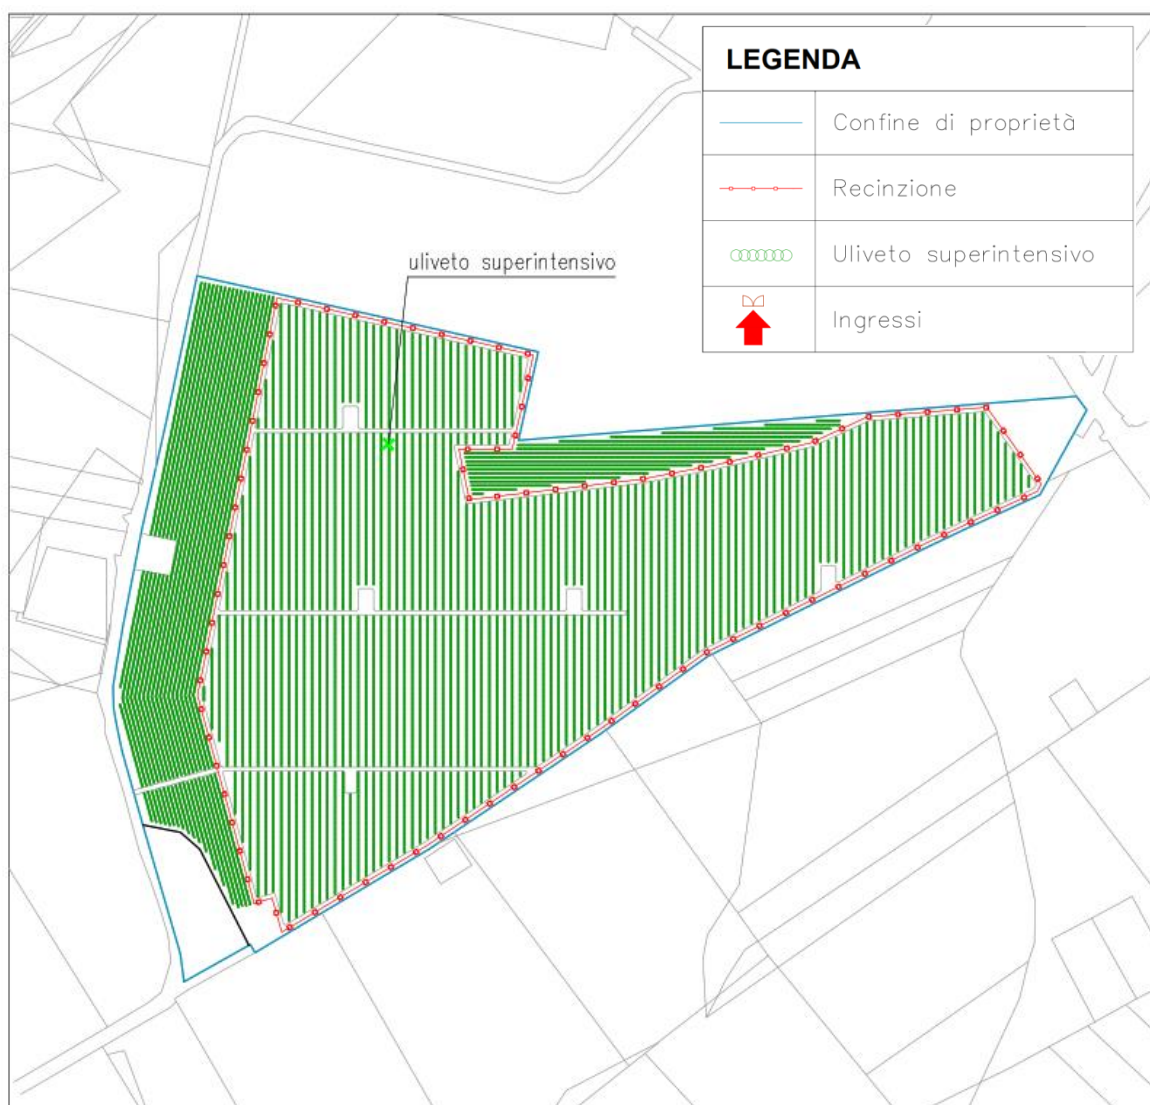 LEGENDA
Confine di proprietà
Recinzione
Uliveto superintensivo
Ingressi
uliveto superintensivo